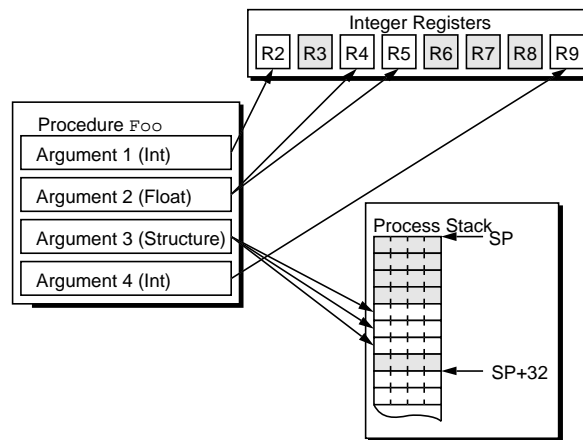 Integer Registers
R2 R3 R4 R5 R6 R7 R8 R9
Procedure Foo
Argument 1 (Int)
Argument 2 (Float)
Argument 3 (Structure)
Argument 4 (Int)
Process Stack
SP
SP+32